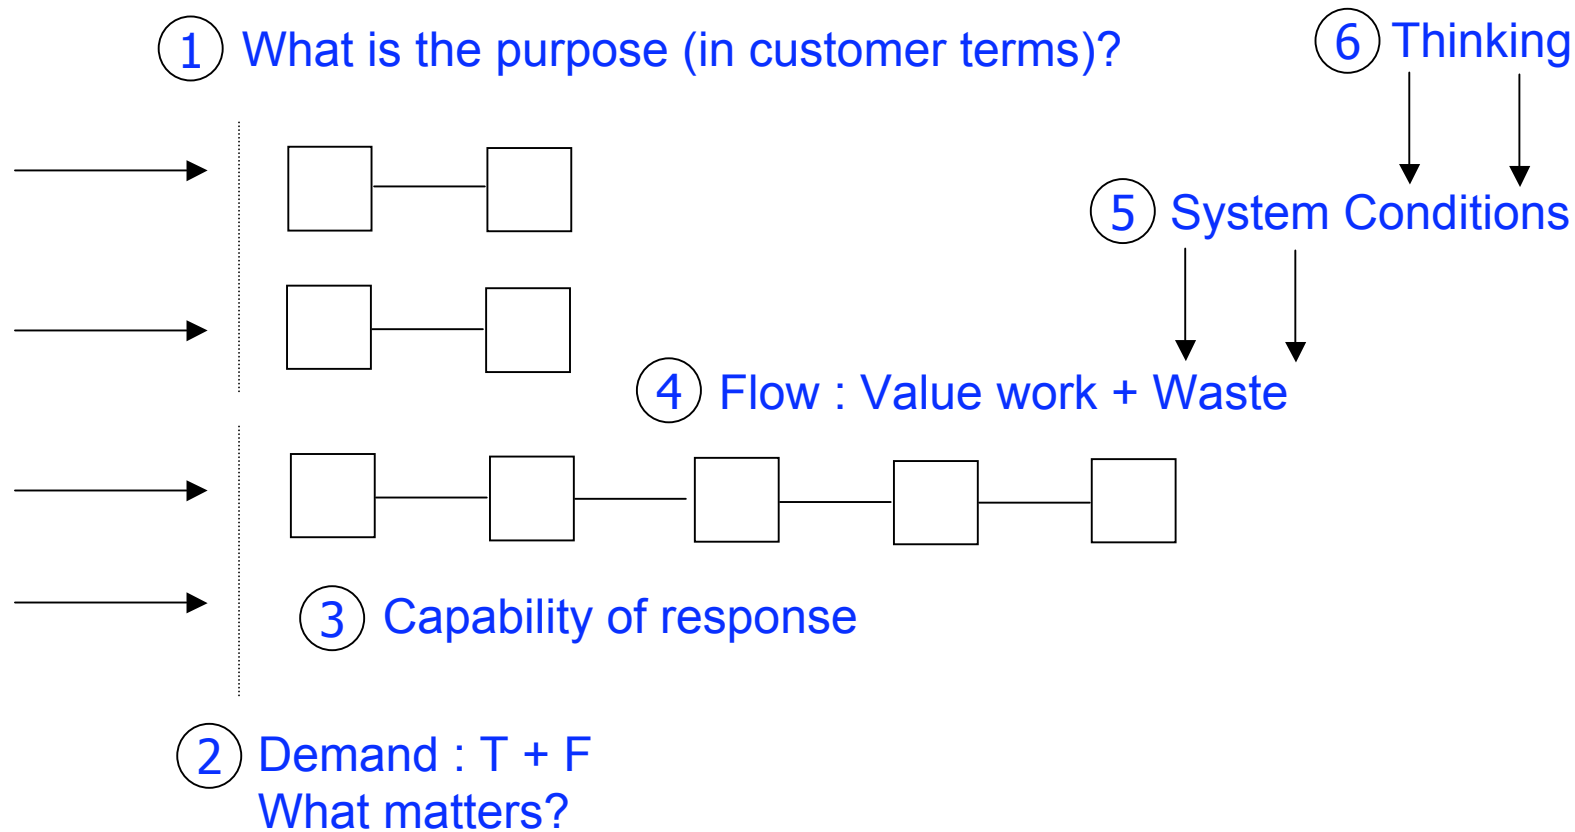 1 What is the purpose (in customer terms)?
6 Thinking
5 System Conditions
4 Flow : Value work + Waste
3 Capability of response
2 Demand : T + F
What matters?